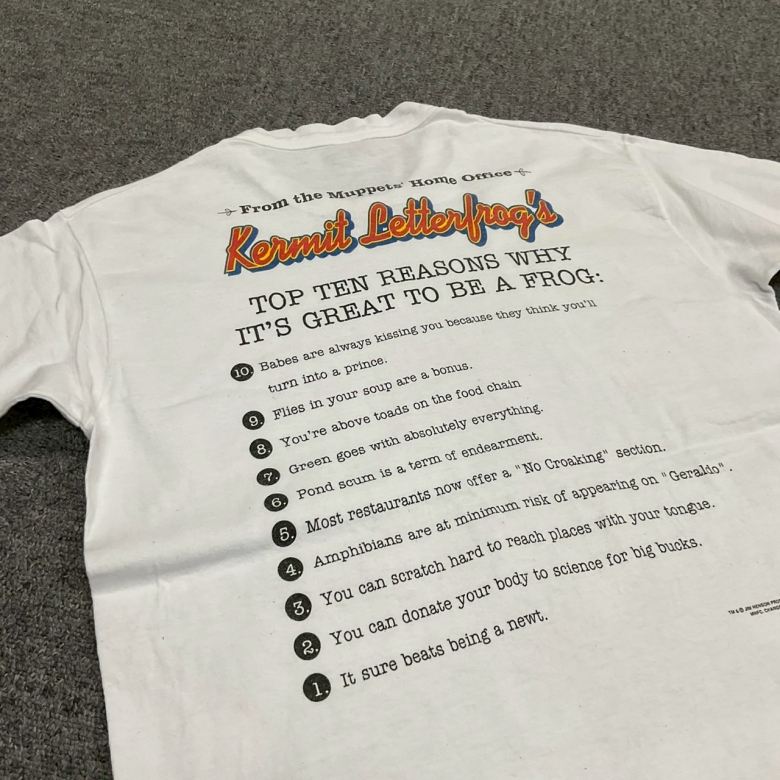 From the Muppets' Home Office
Kermit Letterfrog's
TOP TEN REASONS WHY
IT'S GREAT TO BE A FROG:
10. Babes are always kissing you because they think you'll
turn into a prince.
9. Flies in your soup are a bonus.
8. You're above toads on the food chain
7. Green goes with absolutely everything.
6. Pond scum is a term of endearment.
5. Most restaurants now offer a "No Croaking" section.
4. Amphibians are at minimum risk of appearing on "Geraldo".
3. You can scratch hard to reach places with your tongue.
2. You can donate your body to science for big bucks.
1. It sure beats being a newt.
TM & © JIM HENSON
MNFC.